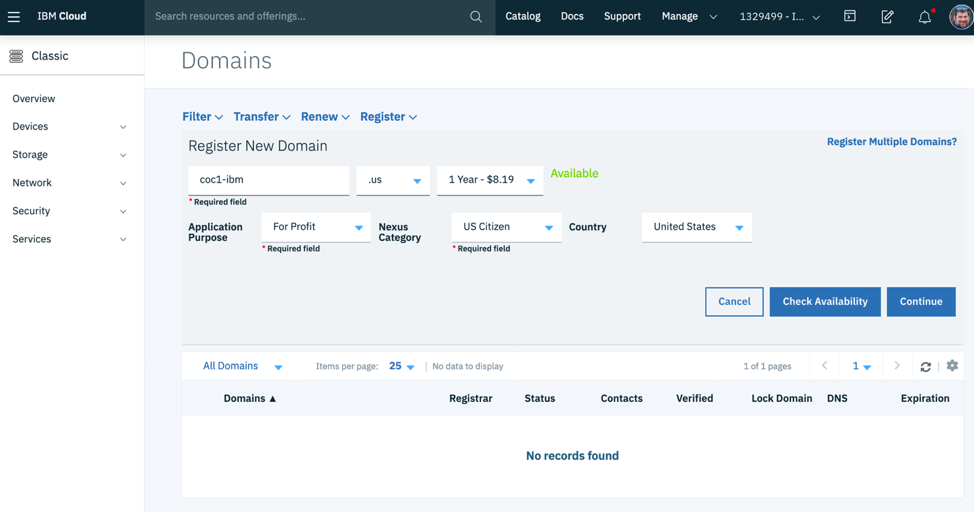 IBM Cloud
Search resources and offerings...
Catalog
Docs
Support
Manage
1329499 - I...
Classic
Overview
Devices
Storage
Network
Security
Services
Domains
Filter
Transfer
Renew
Register
Register New Domain
Register Multiple Domains?
coc1-ibm
.us
1 Year - $8.19
Available
* Required field
Application Purpose
For Profit
* Required field
Nexus Category
US Citizen
* Required field
Country
United States
Cancel
Check Availability
Continue
All Domains
Items per page: 25
No data to display
1 of 1 pages
1
Domains ▲
Registrar
Status
Contacts
Verified
Lock Domain
DNS
Expiration
No records found